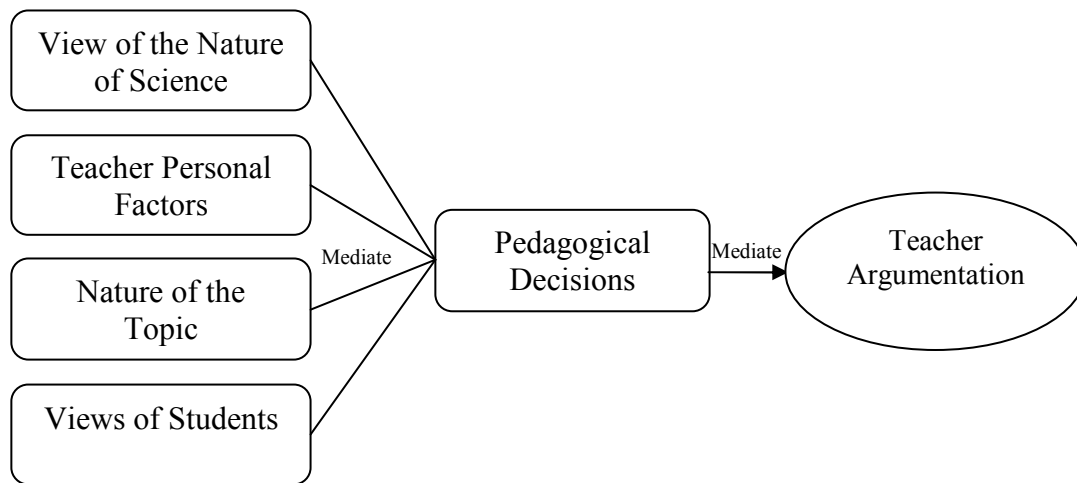 View of the Nature
of Science
Teacher Personal
Factors
Mediate
Nature of the
Topic
Views of Students
Pedagogical
Decisions
Mediate
Teacher
Argumentation